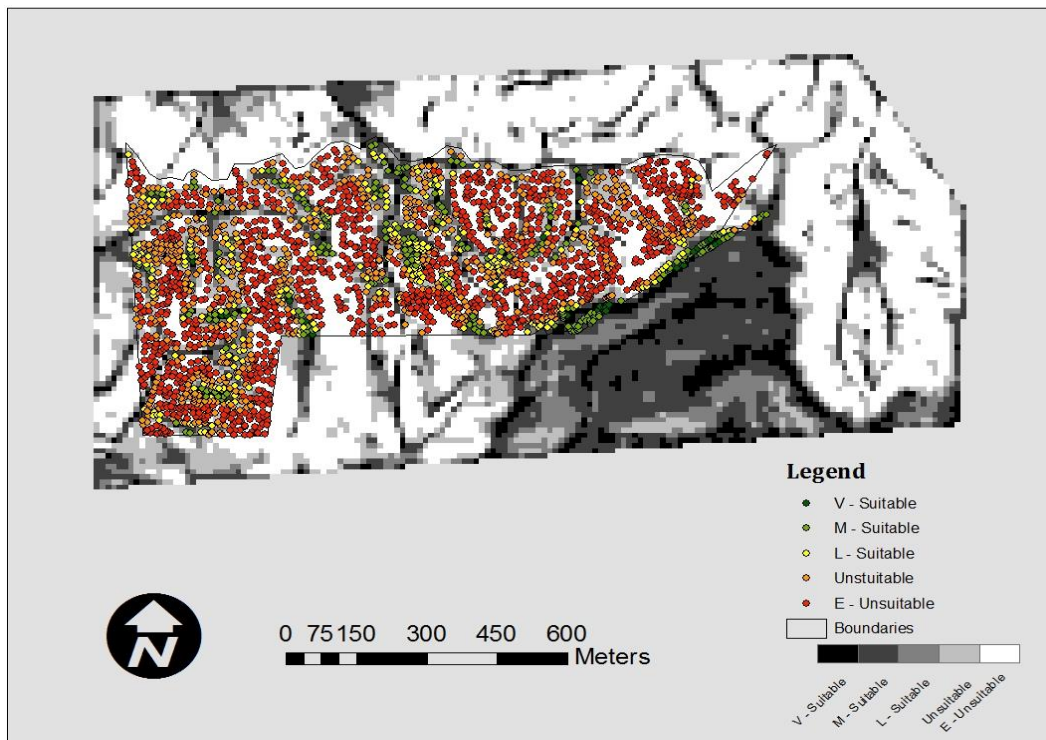 Legend
V - Suitable
M - Suitable
L - Suitable
Unstuitable
E - Unsuitable
Boundaries
N
0 75 150 300 450 600
Meters
V - Suitable
M - Suitable
L - Suitable
Unsuitable
E - Unsuitable